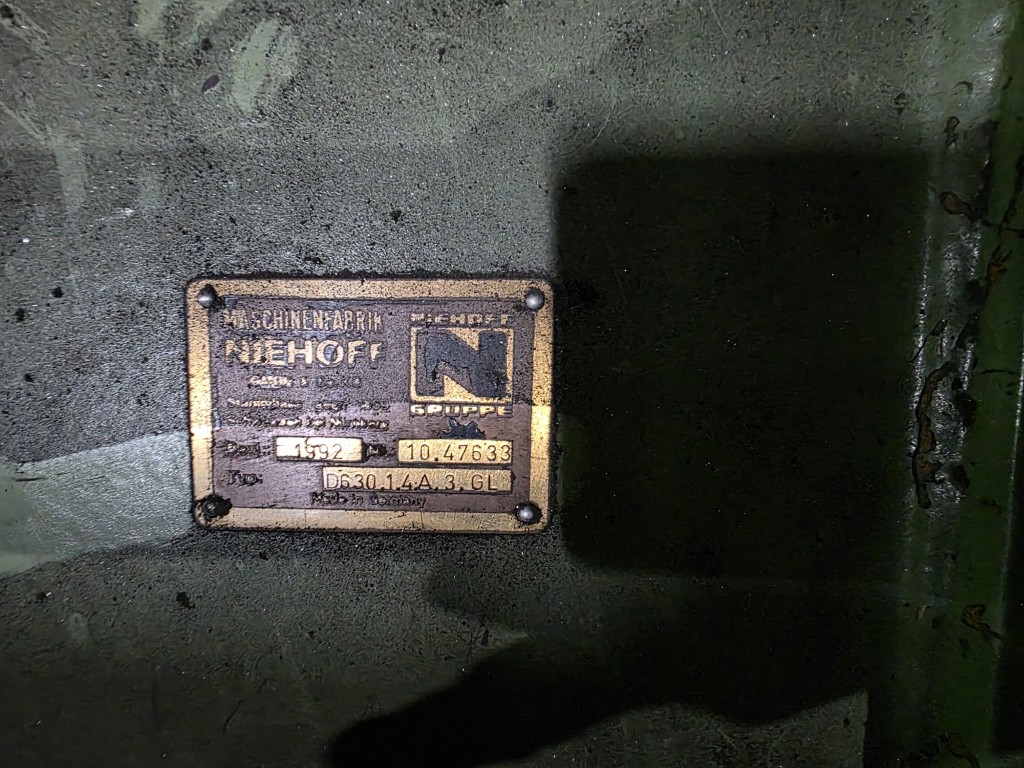 MASCHINENFABRIK
NIEHOFF
NIEHOFF
N
GRUPPE
1992
10.47633
Typ:
D630.1.4.A.3.GL
Made in Germany